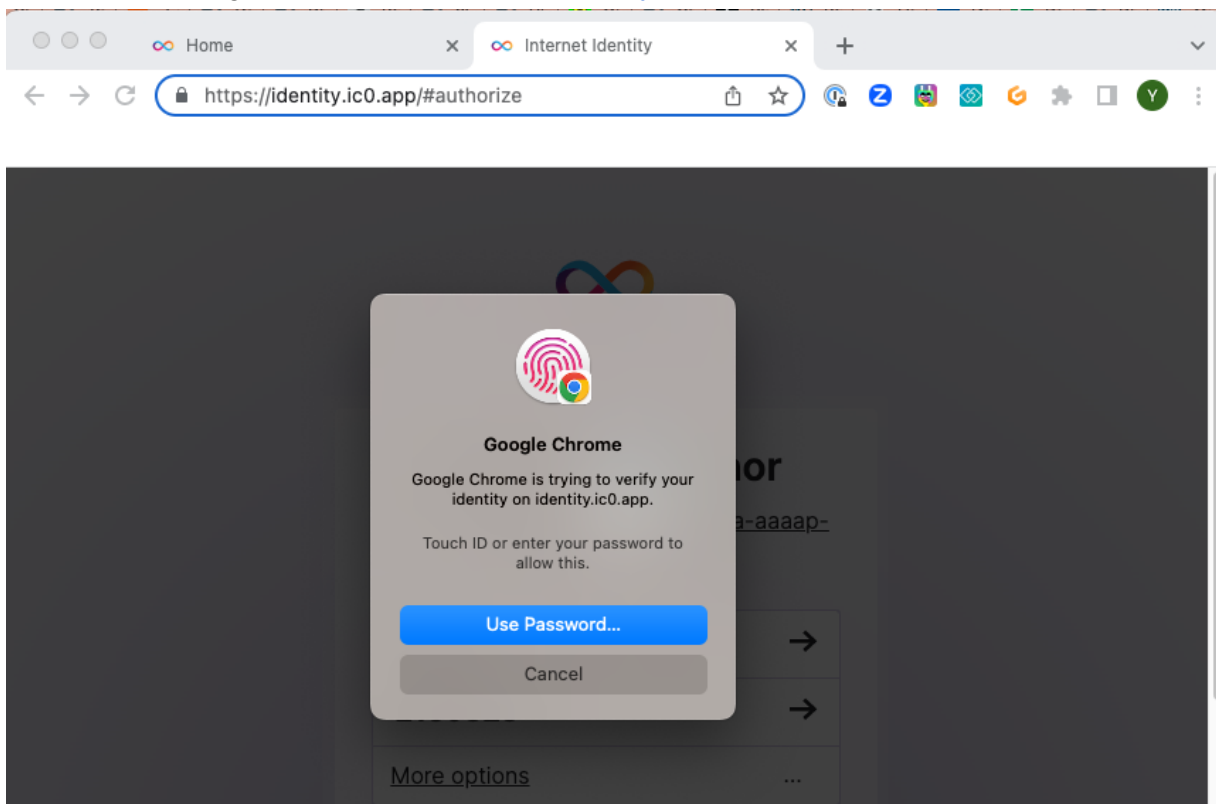 Home
Internet Identity
https://identity.ic0.app/#authorize
Y
Google Chrome
Google Chrome is trying to verify your
identity on identity.ic0.app.
Touch ID or enter your password to
allow this.
Use Password...
Cancel
a-aaaap-
More options
...